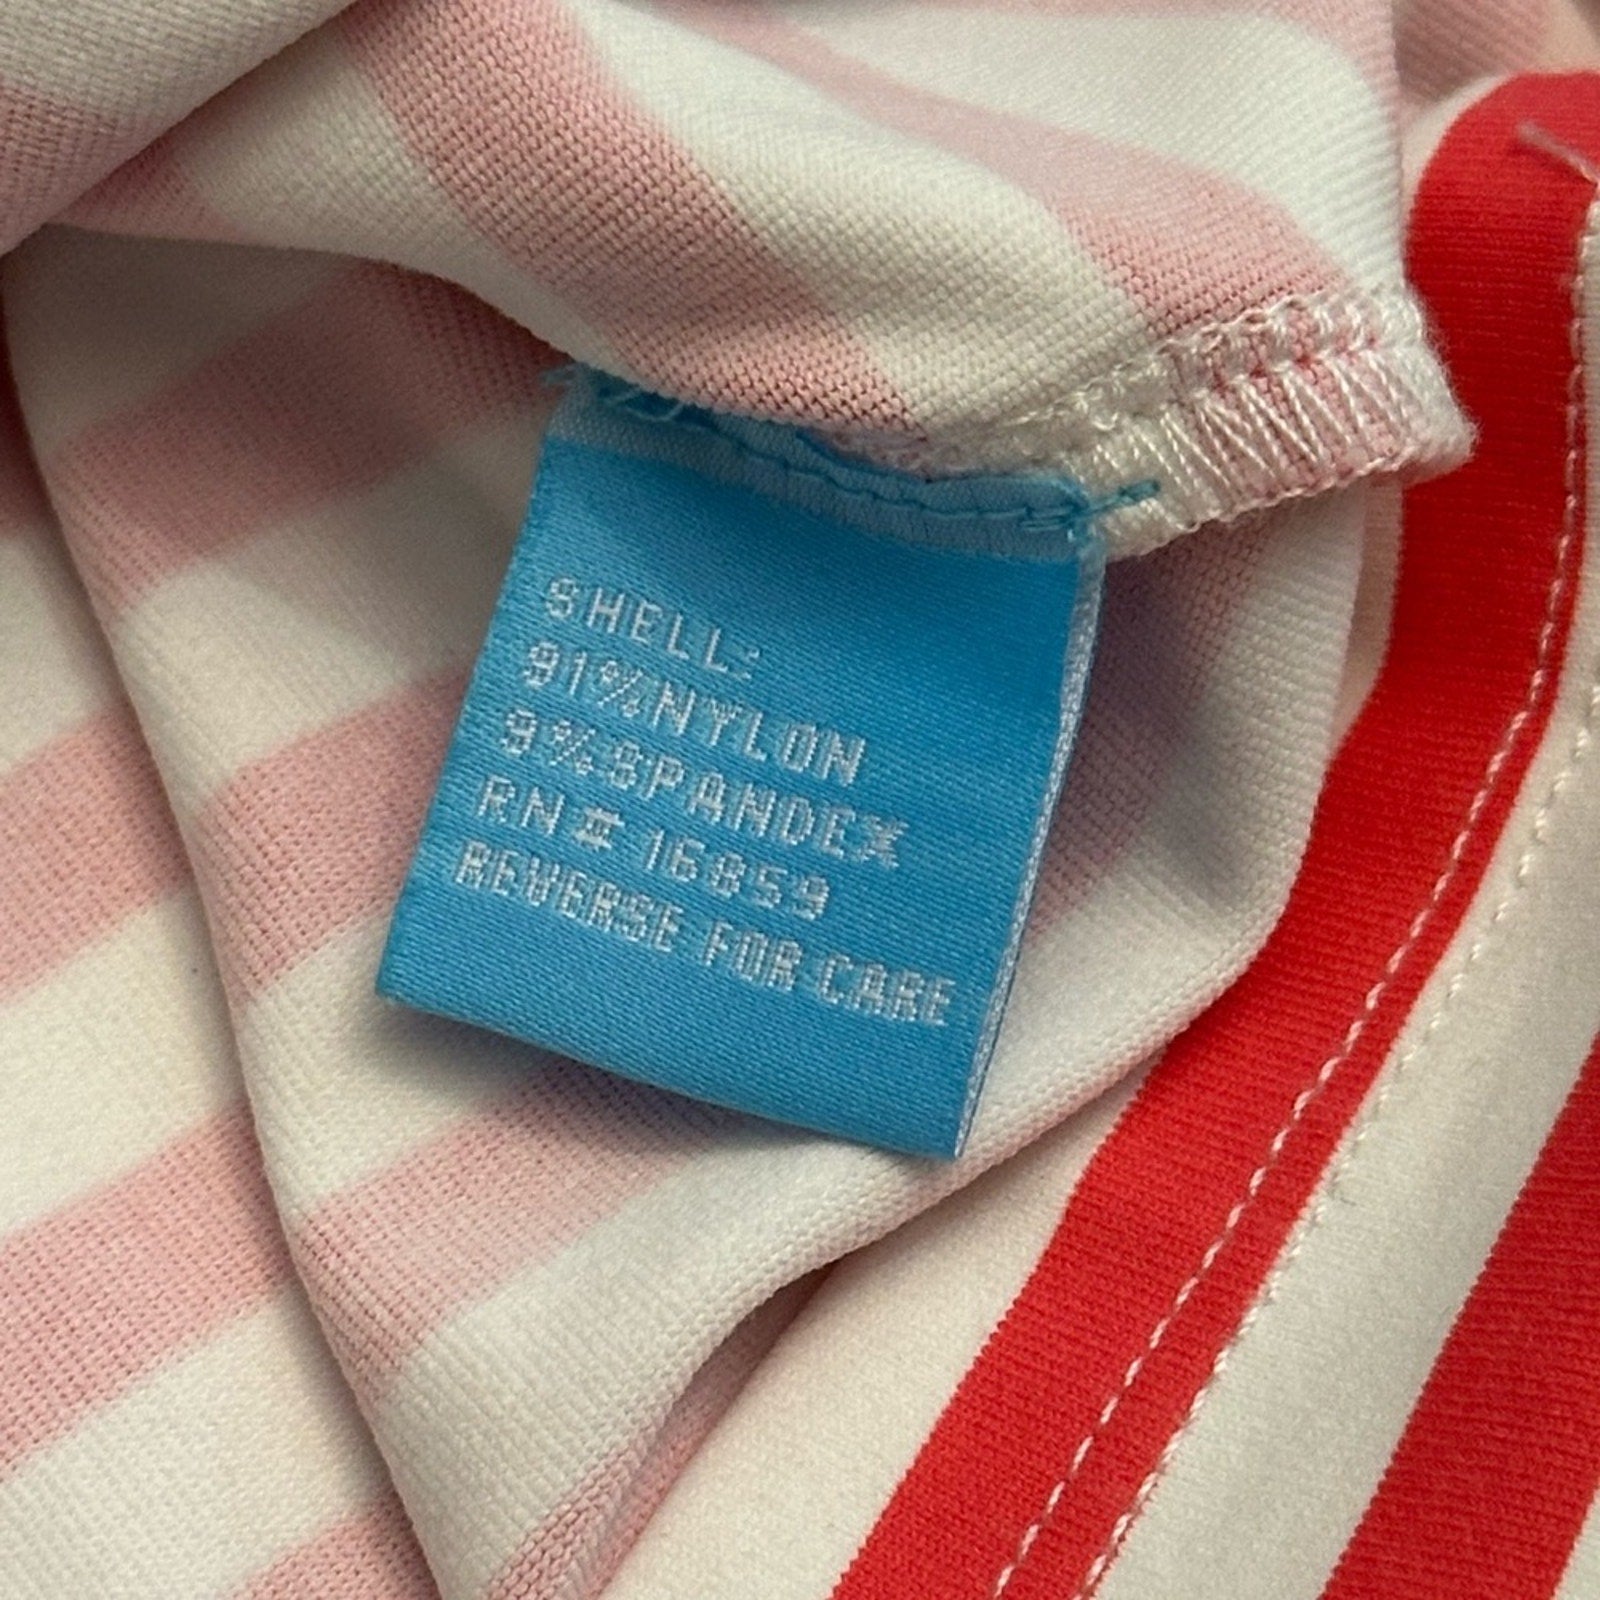 SHELL:
91%NYLON
9%SPANDEX
RN# 16859
REVERSE FOR CARE